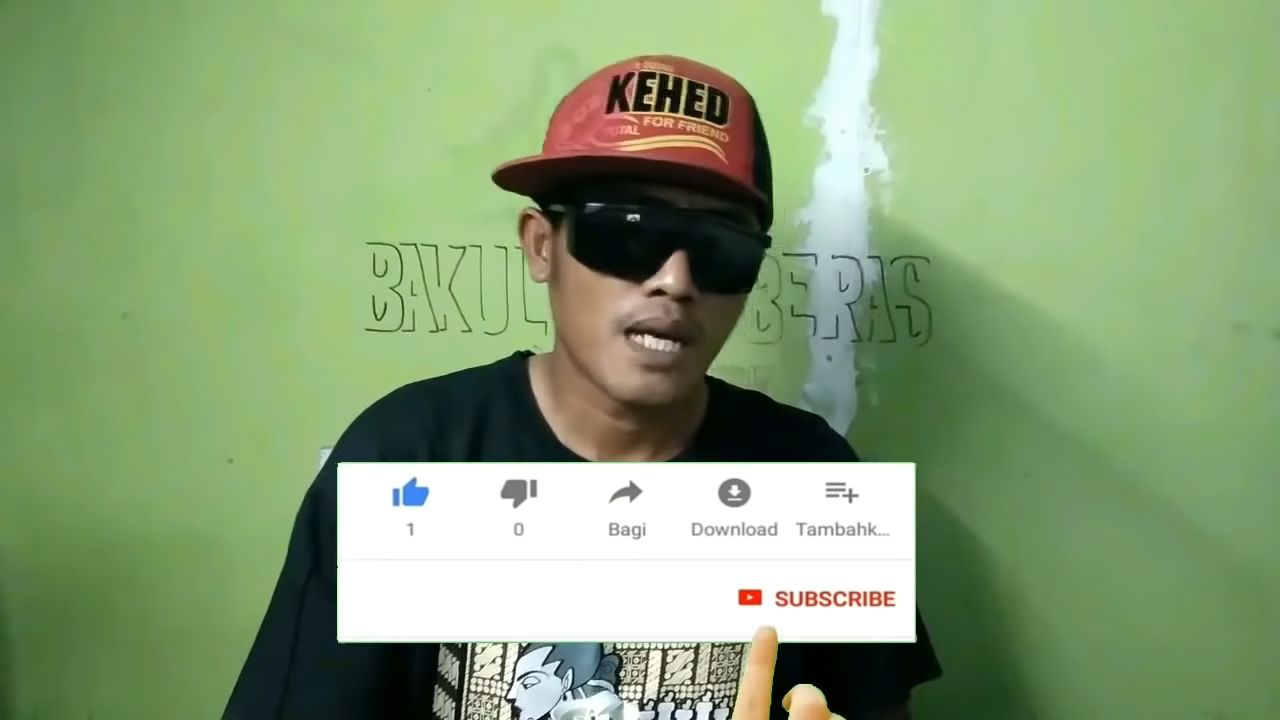 KEHED
TOTAL FOR FRIEND
BAKUL BERAS
1
0
Bagi
Download
Tambahk...
SUBSCRIBE